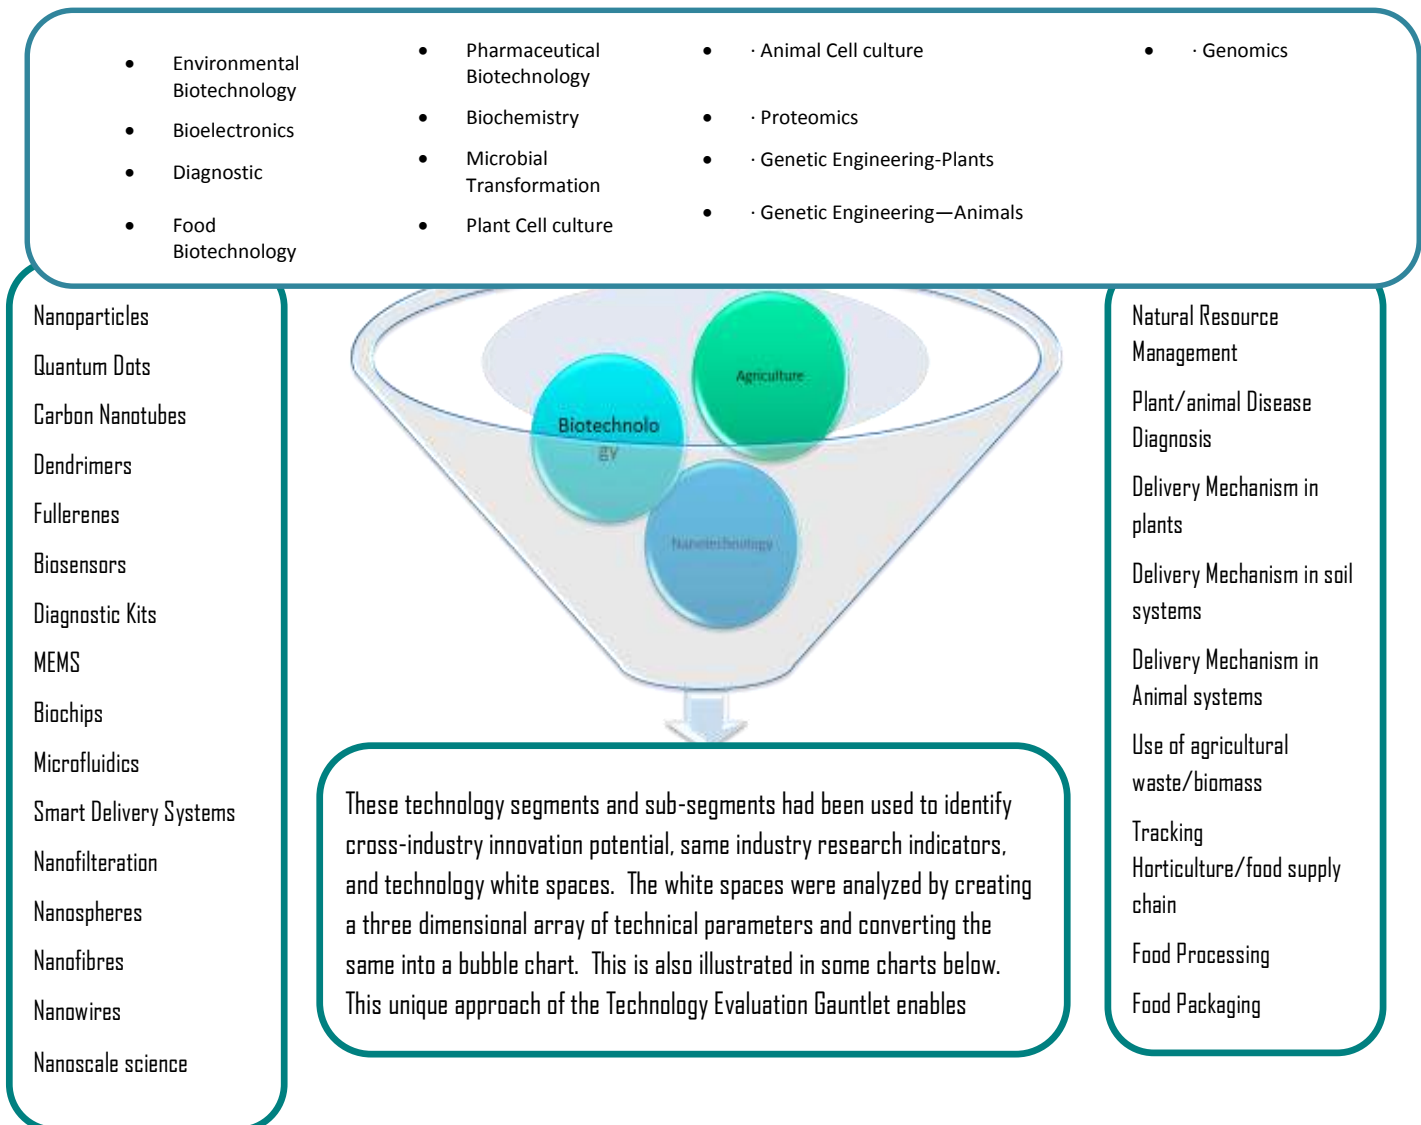 • Environmental
Biotechnology
• Bioelectronics
• Diagnostic
• Food
Biotechnology
• Pharmaceutical
Biotechnology
• Biochemistry
• Microbial
Transformation
• Plant Cell culture
• · Animal Cell culture
• · Proteomics
• · Genetic Engineering-Plants
• · Genetic Engineering—Animals
• · Genomics
Nanoparticles
Quantum Dots
Carbon Nanotubes
Dendrimers
Fullerenes
Biosensors
Diagnostic Kits
MEMS
Biochips
Microfluidics
Smart Delivery Systems
Nanofilteration
Nanospheres
Nanofibres
Nanowires
Nanoscale science
Agriculture
Biotechnolo
gy
Nanotechnology
These technology segments and sub-segments had been used to identify
cross-industry innovation potential, same industry research indicators,
and technology white spaces. The white spaces were analyzed by creating
a three dimensional array of technical parameters and converting the
same into a bubble chart. This is also illustrated in some charts below.
This unique approach of the Technology Evaluation Gauntlet enables
Natural Resource
Management
Plant/animal Disease
Diagnosis
Delivery Mechanism in
plants
Delivery Mechanism in soil
systems
Delivery Mechanism in
Animal systems
Use of agricultural
waste/biomass
Tracking
Horticulture/food supply
chain
Food Processing
Food Packaging